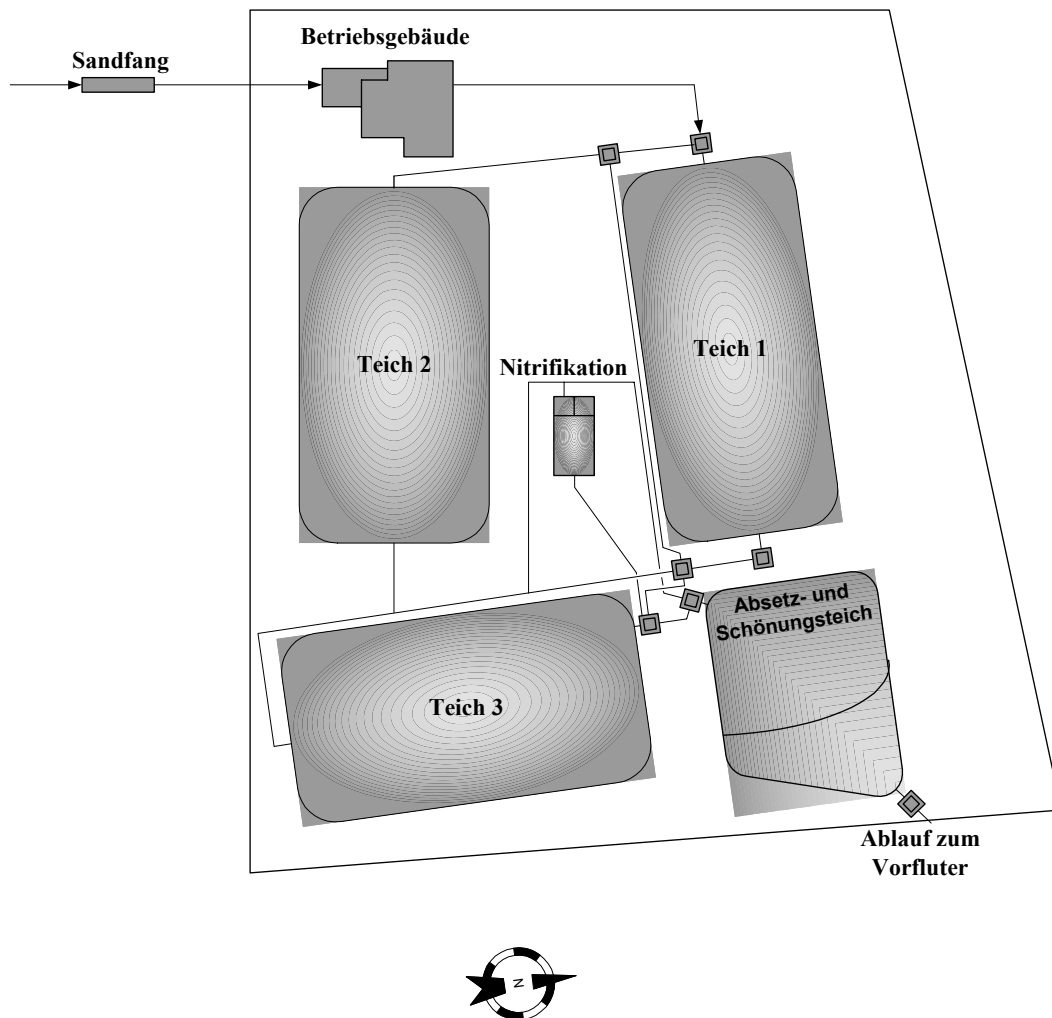 Betriebsgebäude
Sandfang
Teich 1
Teich 2
Nitrifikation
Absetz- und
Schönungsteich
Teich 3
Ablauf zum
Vorfluter
N